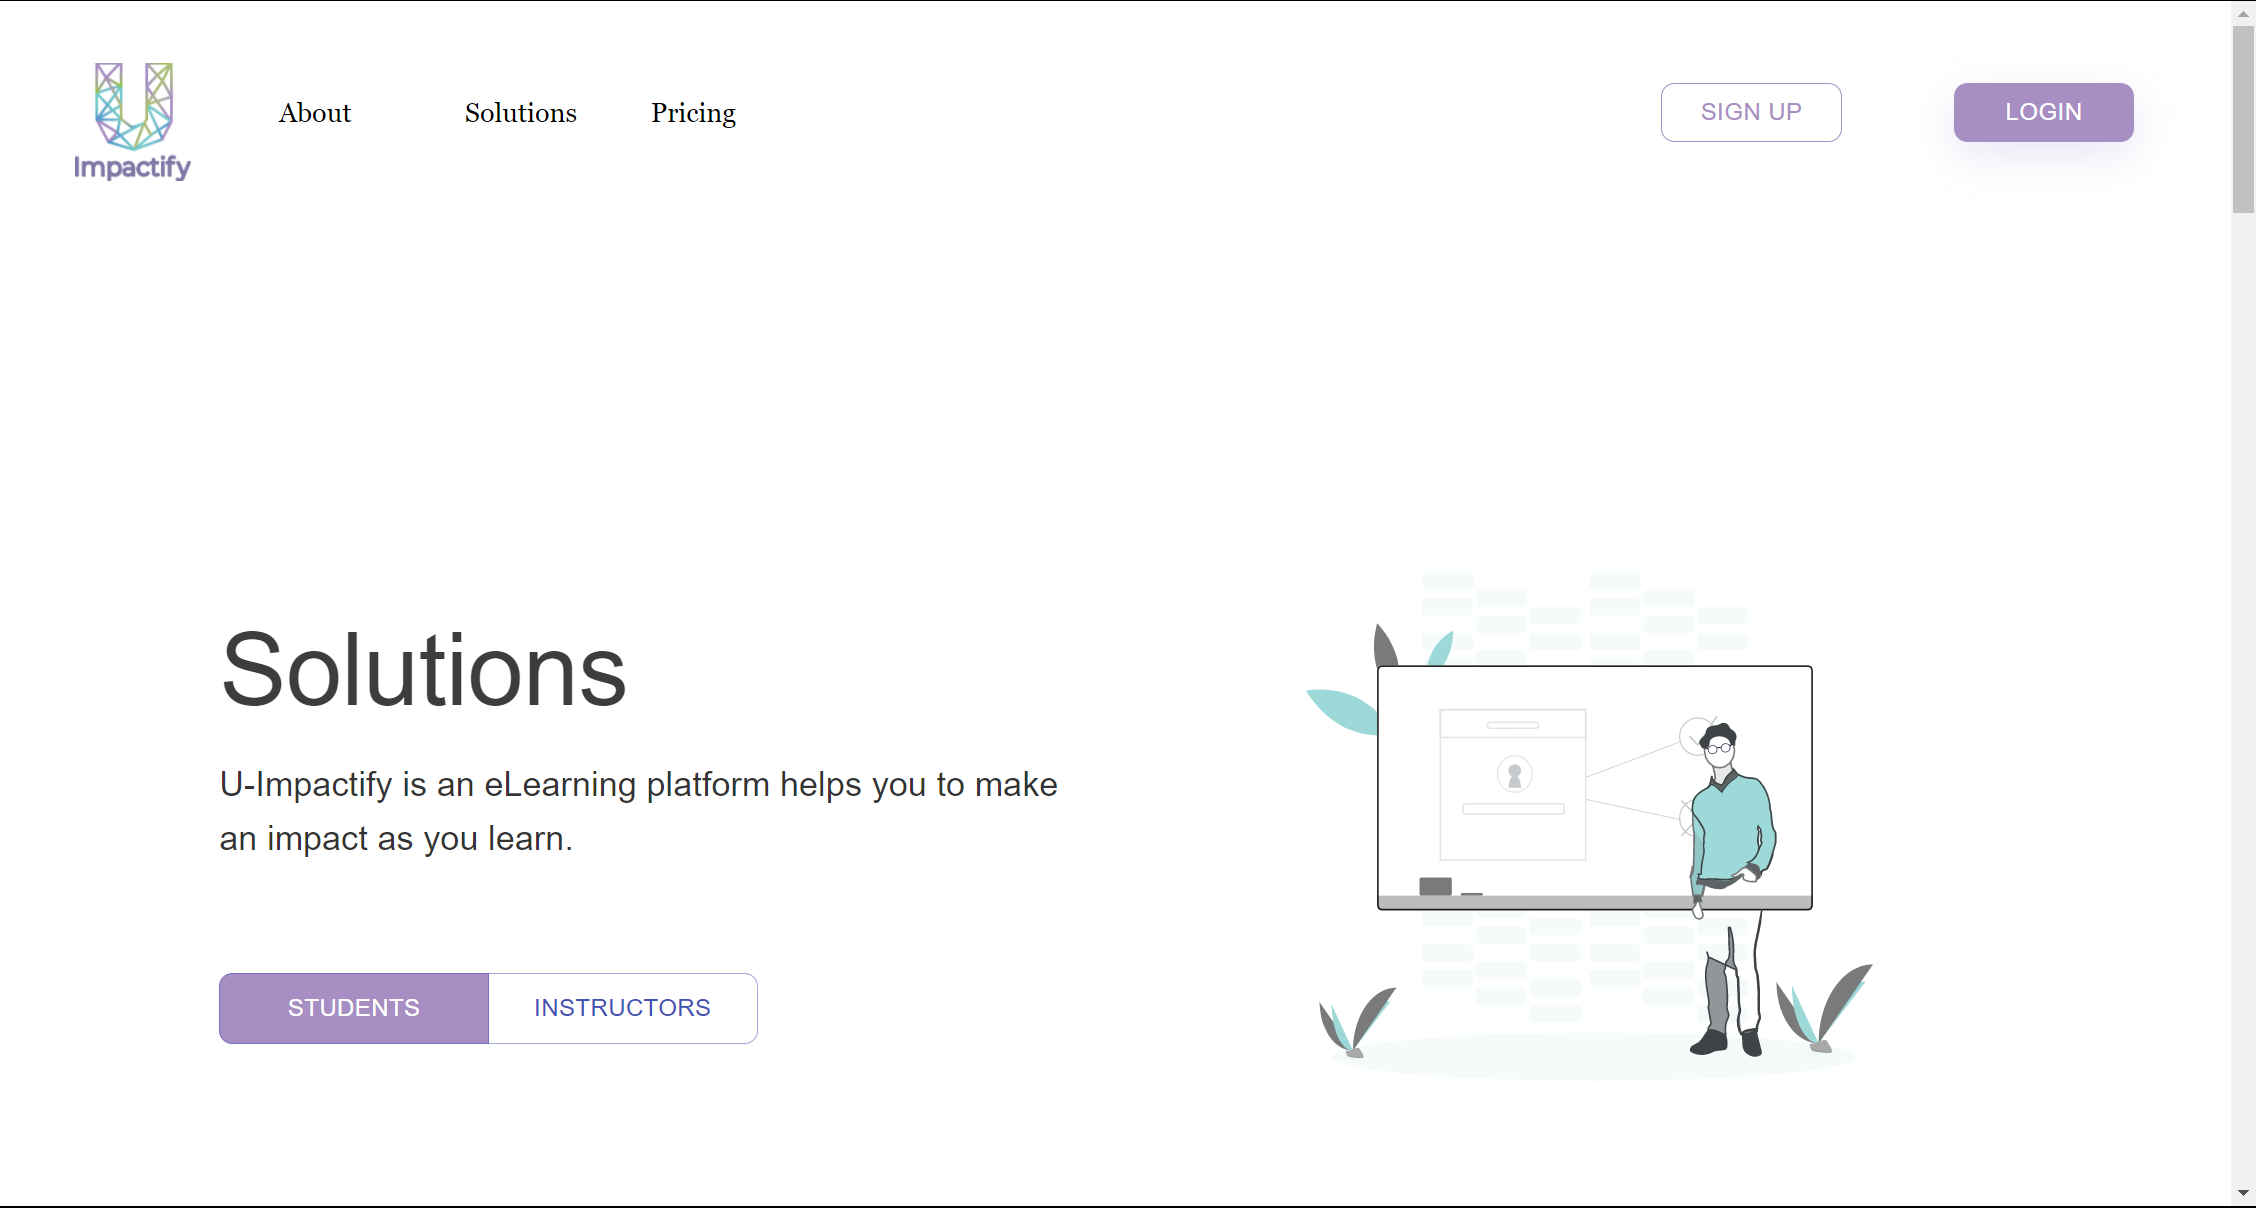 U
Impactify
About
Solutions
Pricing
SIGN UP
LOGIN
Solutions
U-Impactify is an eLearning platform helps you to make
an impact as you learn.
STUDENTS
INSTRUCTORS